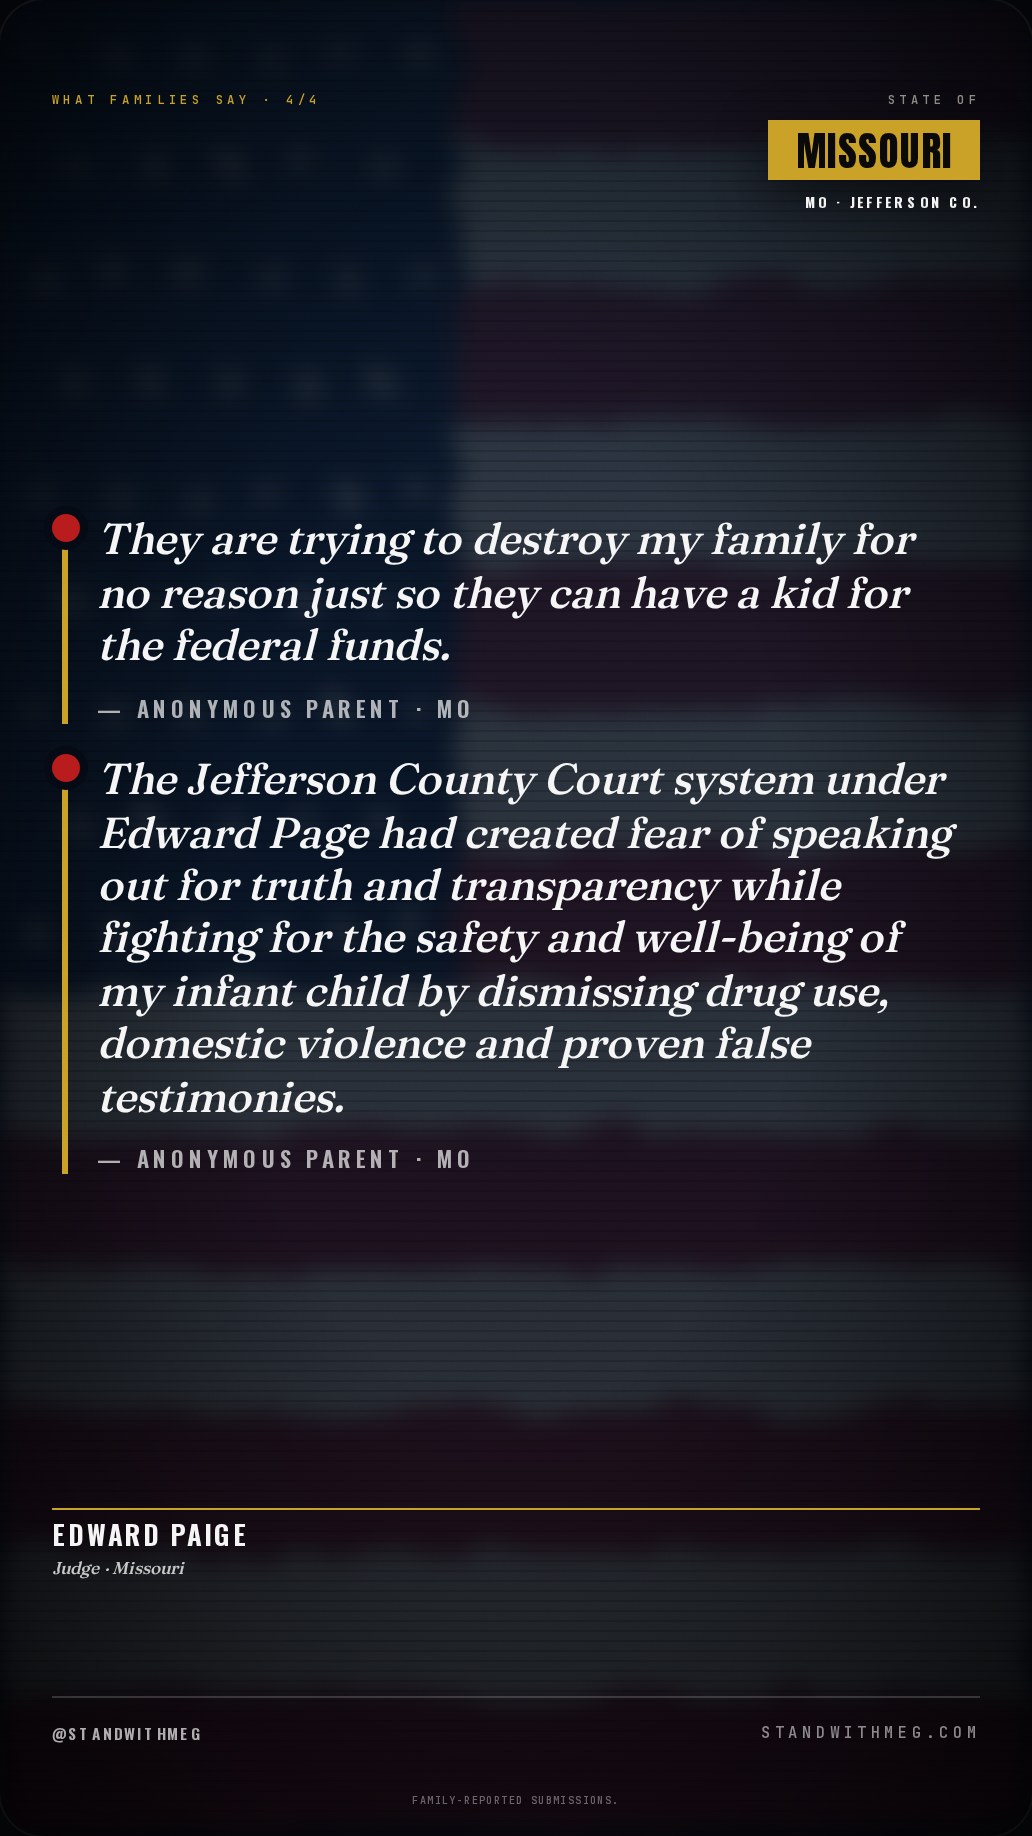 WHAT FAMILIES SAY · 4/4
STATE OF
MISSOURI
MO · JEFFERSON CO.
They are trying to destroy my family for
no reason just so they can have a kid for
the federal funds.
— ANONYMOUS PARENT · MO
The Jefferson County Court system under
Edward Page had created fear of speaking
out for truth and transparency while
fighting for the safety and well-being of
my infant child by dismissing drug use,
domestic violence and proven false
testimonies.
— ANONYMOUS PARENT · MO
EDWARD PAIGE
Judge · Missouri
@STANDWITHMEG
STANDWITHMEG.COM
FAMILY-REPORTED SUBMISSIONS.